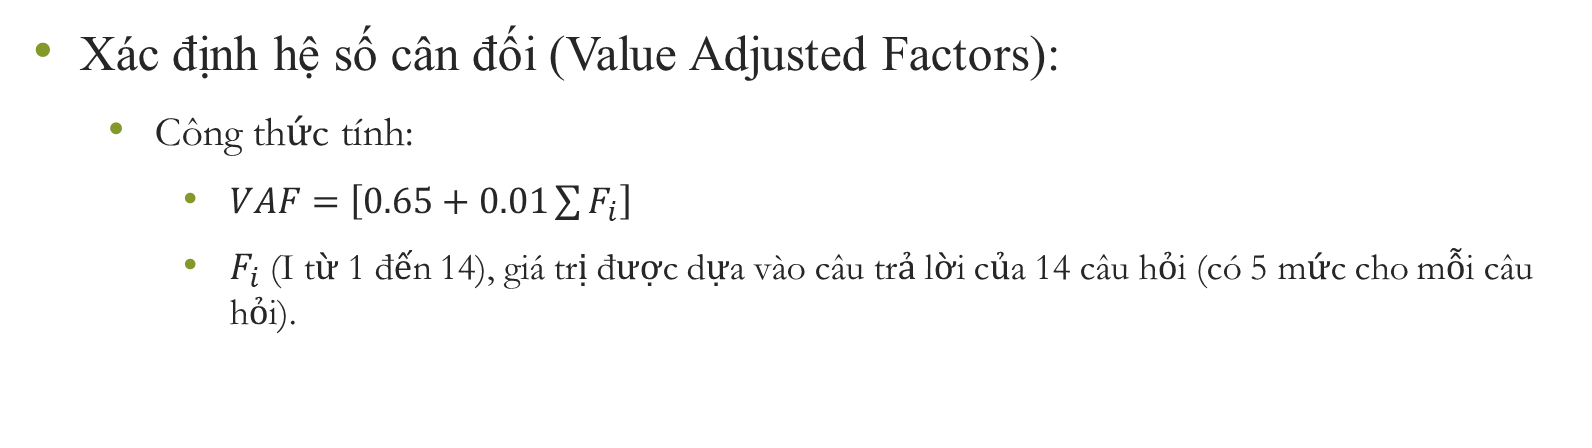 • Xác định hệ số cân đối (Value Adjusted Factors):
• Công thức tính:
• VAF = [0.65 + 0.01 ∑ Fᵢ]
• Fᵢ (I từ 1 đến 14), giá trị được dựa vào câu trả lời của 14 câu hỏi (có 5 mức cho mỗi câu
hỏi).